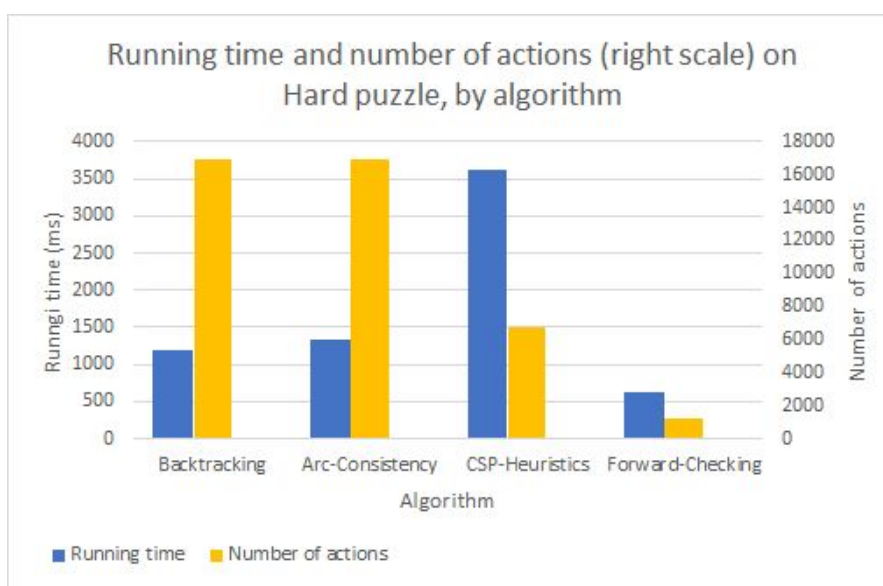 Running time and number of actions (right scale) on
Hard puzzle, by algorithm
4000
3500
3000
2500
2000
1500
1000
500
0
Runngi time (ms)
18000
16000
14000
12000
10000
8000
6000
4000
2000
0
Number of actions
Backtracking Arc-Consistency CSP-Heuristics Forward-Checking
Algorithm
Running time Number of actions